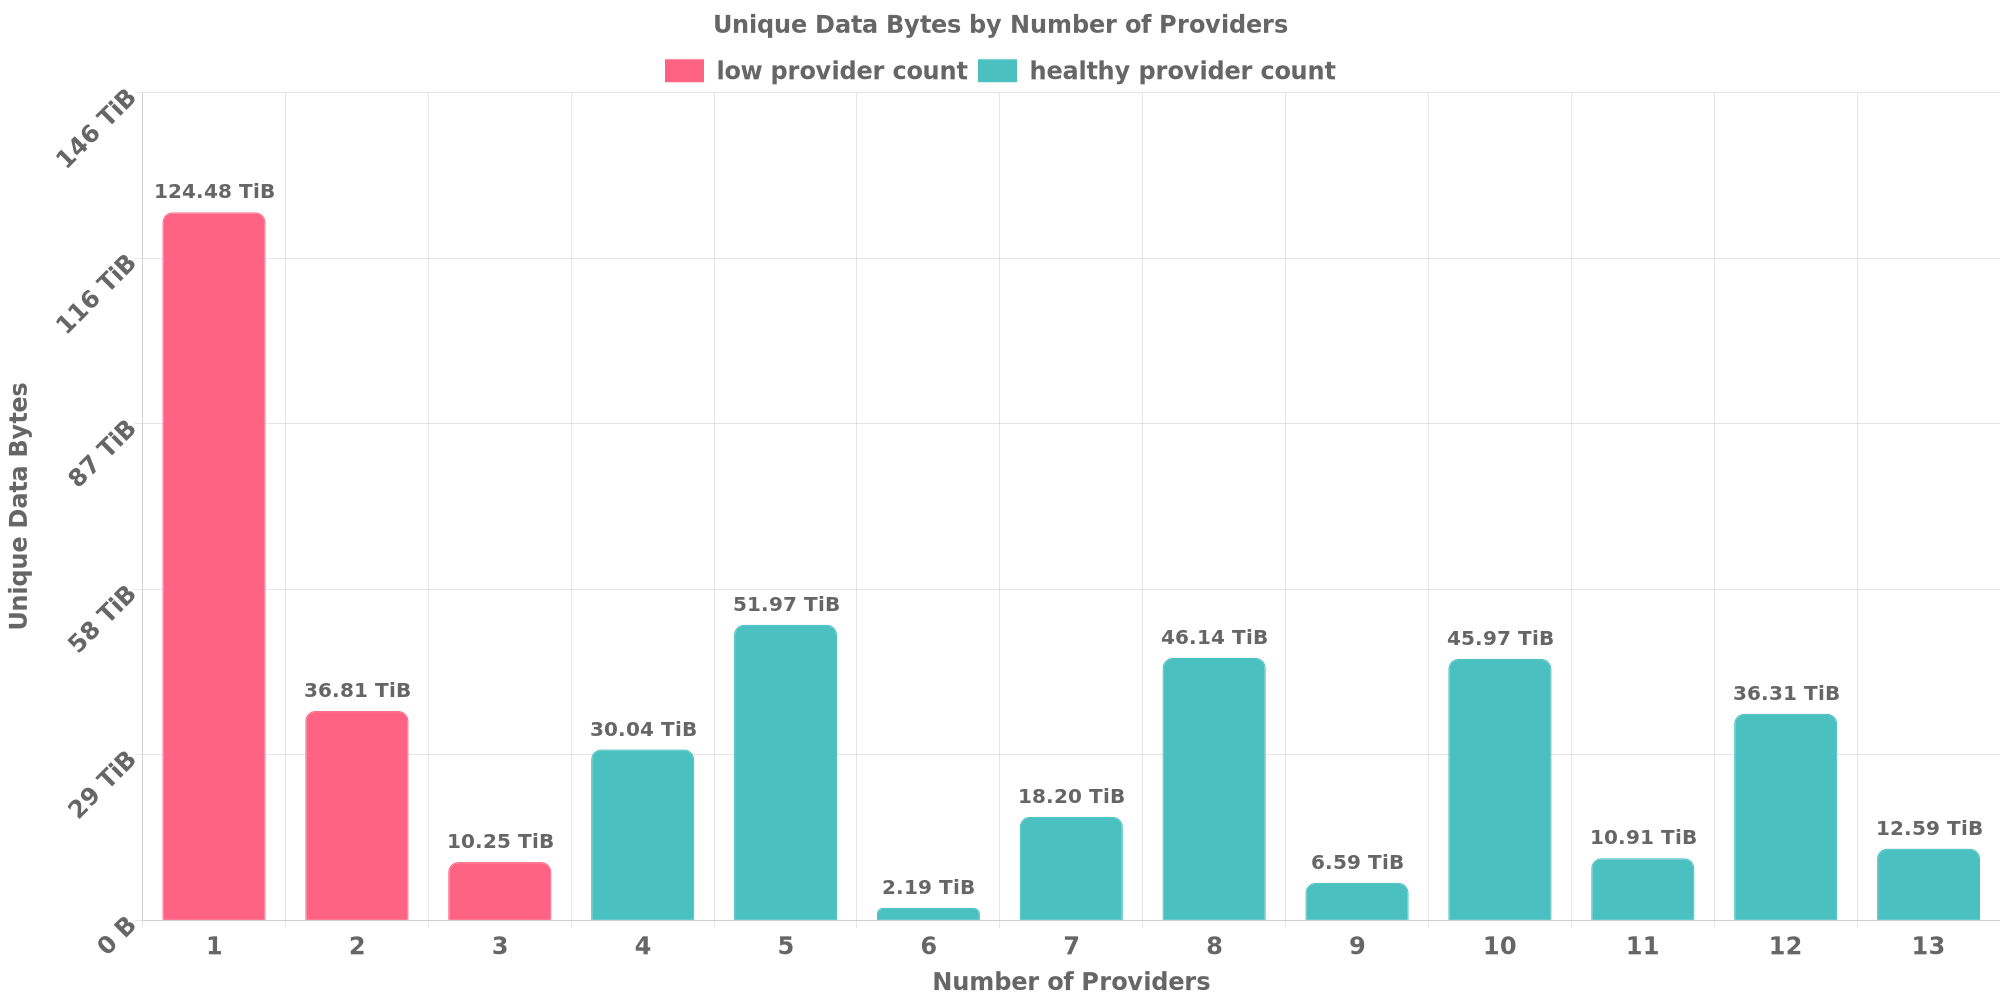 Unique Data Bytes by Number of Providers
low provider count healthy provider count
146 TiB
116 TiB
87 TiB
58 TiB
29 TiB
0 B
Unique Data Bytes
124.48 TiB
36.81 TiB
10.25 TiB
30.04 TiB
51.97 TiB
2.19 TiB
18.20 TiB
46.14 TiB
6.59 TiB
45.97 TiB
10.91 TiB
36.31 TiB
12.59 TiB
1 2 3 4 5 6 7 8 9 10 11 12 13
Number of Providers